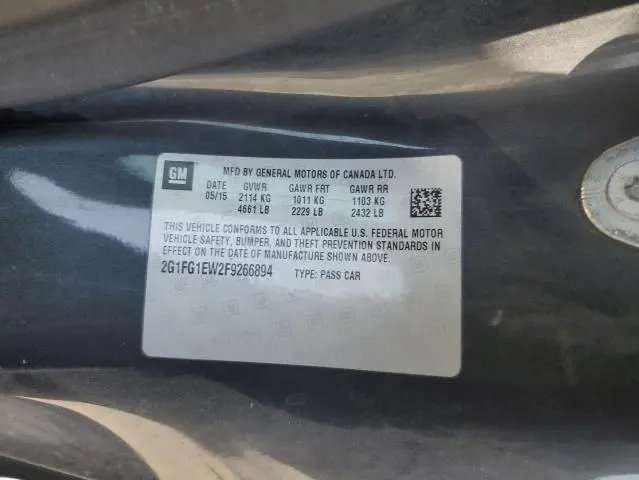 GM
MFD BY GENERAL MOTORS OF CANADA LTD.
DATE GVWR GAWR FRT GAWR RR
05/15 2114 KG 1011 KG 1103 KG
4661 LB 2229 LB 2432 LB
THIS VEHICLE CONFORMS TO ALL APPLICABLE U.S. FEDERAL MOTOR
VEHICLE SAFETY, BUMPER, AND THEFT PREVENTION STANDARDS IN
EFFECT ON THE DATE OF MANUFACTURE SHOWN ABOVE.
2G1FG1EW2F9266894 TYPE: PASS CAR